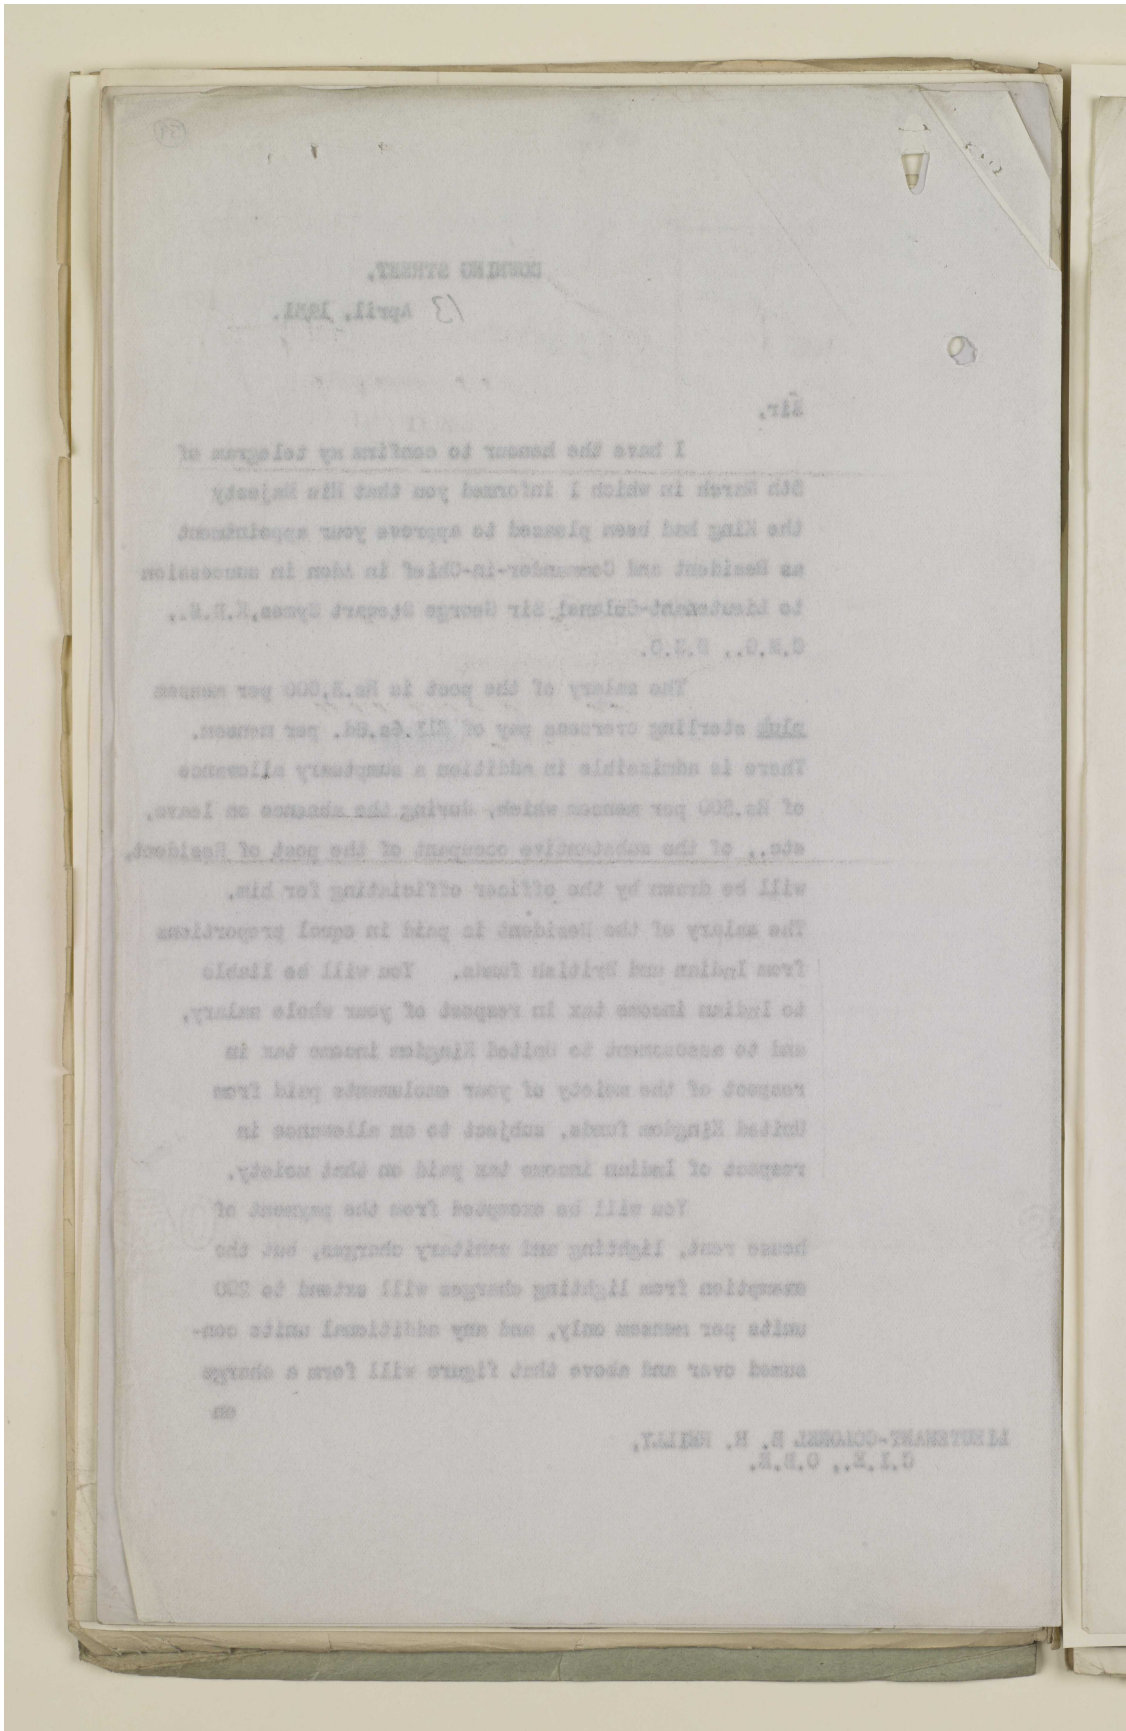 DOWNING STREET,
13 April, 1931.
Sir,
I have the honour to confirm my telegram of
5th March in which I informed you that His Majesty
the King had been pleased to approve your appointment
as Resident and Commander-in-Chief in Aden in succession
to Lieutenant-Colonel Sir George Stewart Symes, K.B.E.,
C.M.G., D.S.O.
The salary of the post is Rs.3,000 per mensem
plus sterling overseas pay of £13.6s.8d. per mensem.
There is admissible in addition a sumptuary allowance
of Rs.500 per mensem which, during the absence on leave,
etc., of the substantive occupant of the post of Resident,
will be drawn by the officer officiating for him.
The salary of the Resident is paid in equal proportions
from Indian and British funds. You will be liable
to Indian income tax in respect of your whole salary,
and to assessment to United Kingdom income tax in
respect of the moiety of your emoluments paid from
United Kingdom funds, subject to an allowance in
respect of Indian income tax paid on that moiety.
You will be exempted from the payment of
house rent, lighting and sanitary charges, but the
exemption from lighting charges will extend to 200
units per mensem only, and any additional units con-
sumed over and above that figure will form a charge
on
LIEUTENANT-COLONEL B. H. REILLY,
C.I.E., O.B.E.